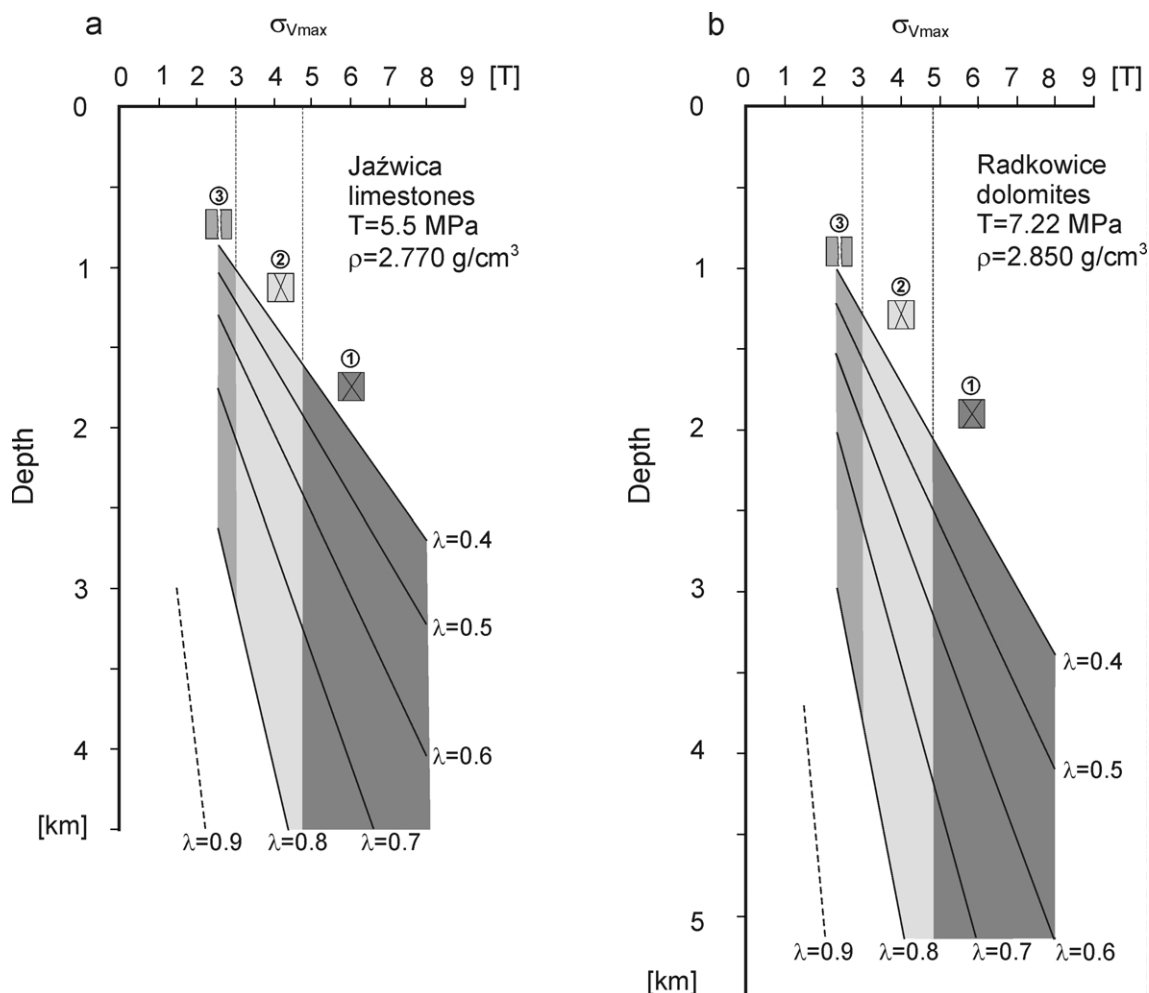 a
σVmax
0 1 2 3 4 5 6 7 8 9 [T]
0
1
2
3
4
[km]
Depth
Jaźwica
limestones
T=5.5 MPa
ρ=2.770 g/cm³
③
②
①
λ=0.4
λ=0.5
λ=0.6
λ=0.9 λ=0.8 λ=0.7
b
σVmax
0 1 2 3 4 5 6 7 8 9 [T]
0
1
2
3
4
5
[km]
Depth
Radkowice
dolomites
T=7.22 MPa
ρ=2.850 g/cm³
③
②
①
λ=0.4
λ=0.5
λ=0.9 λ=0.8 λ=0.7 λ=0.6